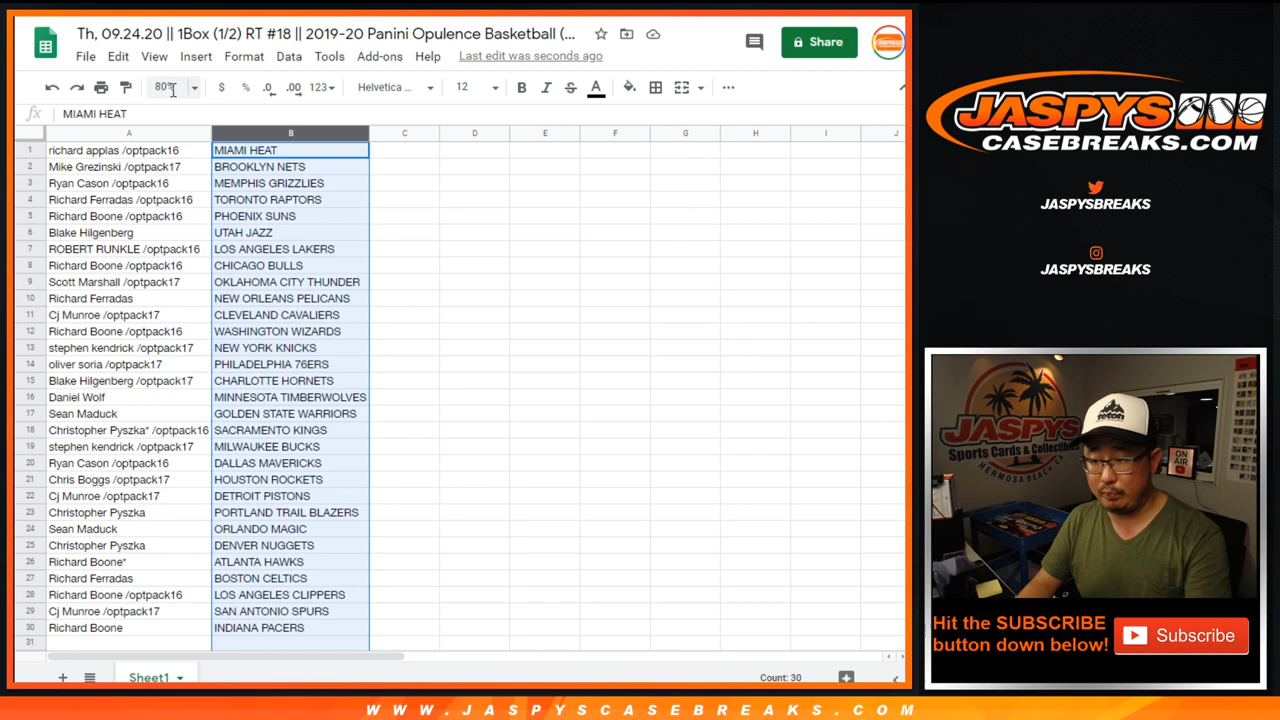 Th, 09.24.20 || 1Box (1/2) RT #18 || 2019-20 Panini Opulence Basketball (...
File Edit View Insert Format Data Tools Add-ons Help Last edit was seconds ago
Share
80% $ % .0 .00 123 Helvetica ... 12 B I S A
fx MIAMI HEAT
A B C D E F G H I J
1 richard applas /optpack16 MIAMI HEAT
2 Mike Grezinski /optpack17 BROOKLYN NETS
3 Ryan Cason /optpack16 MEMPHIS GRIZZLIES
4 Richard Ferradas /optpack16 TORONTO RAPTORS
5 Richard Boone /optpack16 PHOENIX SUNS
6 Blake Hilgenberg UTAH JAZZ
7 ROBERT RUNKLE /optpack16 LOS ANGELES LAKERS
8 Richard Boone /optpack16 CHICAGO BULLS
9 Scott Marshall /optpack17 OKLAHOMA CITY THUNDER
10 Richard Ferradas NEW ORLEANS PELICANS
11 Cj Munroe /optpack17 CLEVELAND CAVALIERS
12 Richard Boone /optpack16 WASHINGTON WIZARDS
13 stephen kendrick /optpack17 NEW YORK KNICKS
14 oliver soria /optpack17 PHILADELPHIA 76ERS
15 Blake Hilgenberg /optpack17 CHARLOTTE HORNETS
16 Daniel Wolf MINNESOTA TIMBERWOLVES
17 Sean Maduck GOLDEN STATE WARRIORS
18 Christopher Pyszka* /optpack16 SACRAMENTO KINGS
19 stephen kendrick /optpack17 MILWAUKEE BUCKS
20 Ryan Cason /optpack16 DALLAS MAVERICKS
21 Chris Boggs /optpack17 HOUSTON ROCKETS
22 Cj Munroe /optpack17 DETROIT PISTONS
23 Christopher Pyszka PORTLAND TRAIL BLAZERS
24 Sean Maduck ORLANDO MAGIC
25 Christopher Pyszka DENVER NUGGETS
26 Richard Boone* ATLANTA HAWKS
27 Richard Ferradas BOSTON CELTICS
28 Richard Boone /optpack16 LOS ANGELES CLIPPERS
29 Cj Munroe /optpack17 SAN ANTONIO SPURS
30 Richard Boone INDIANA PACERS
31
Sheet1 Count: 30
JASPYS
CASEBREAKS.COM
JASPYSBREAKS
JASPYSBREAKS
JASPYS
Sports Cards & Collectibles
HERMOSA BEACH, CA
ON AIR
Hit the SUBSCRIBE
button down below!
Subscribe
WWW.JASPYSCASEBREAKS.COM